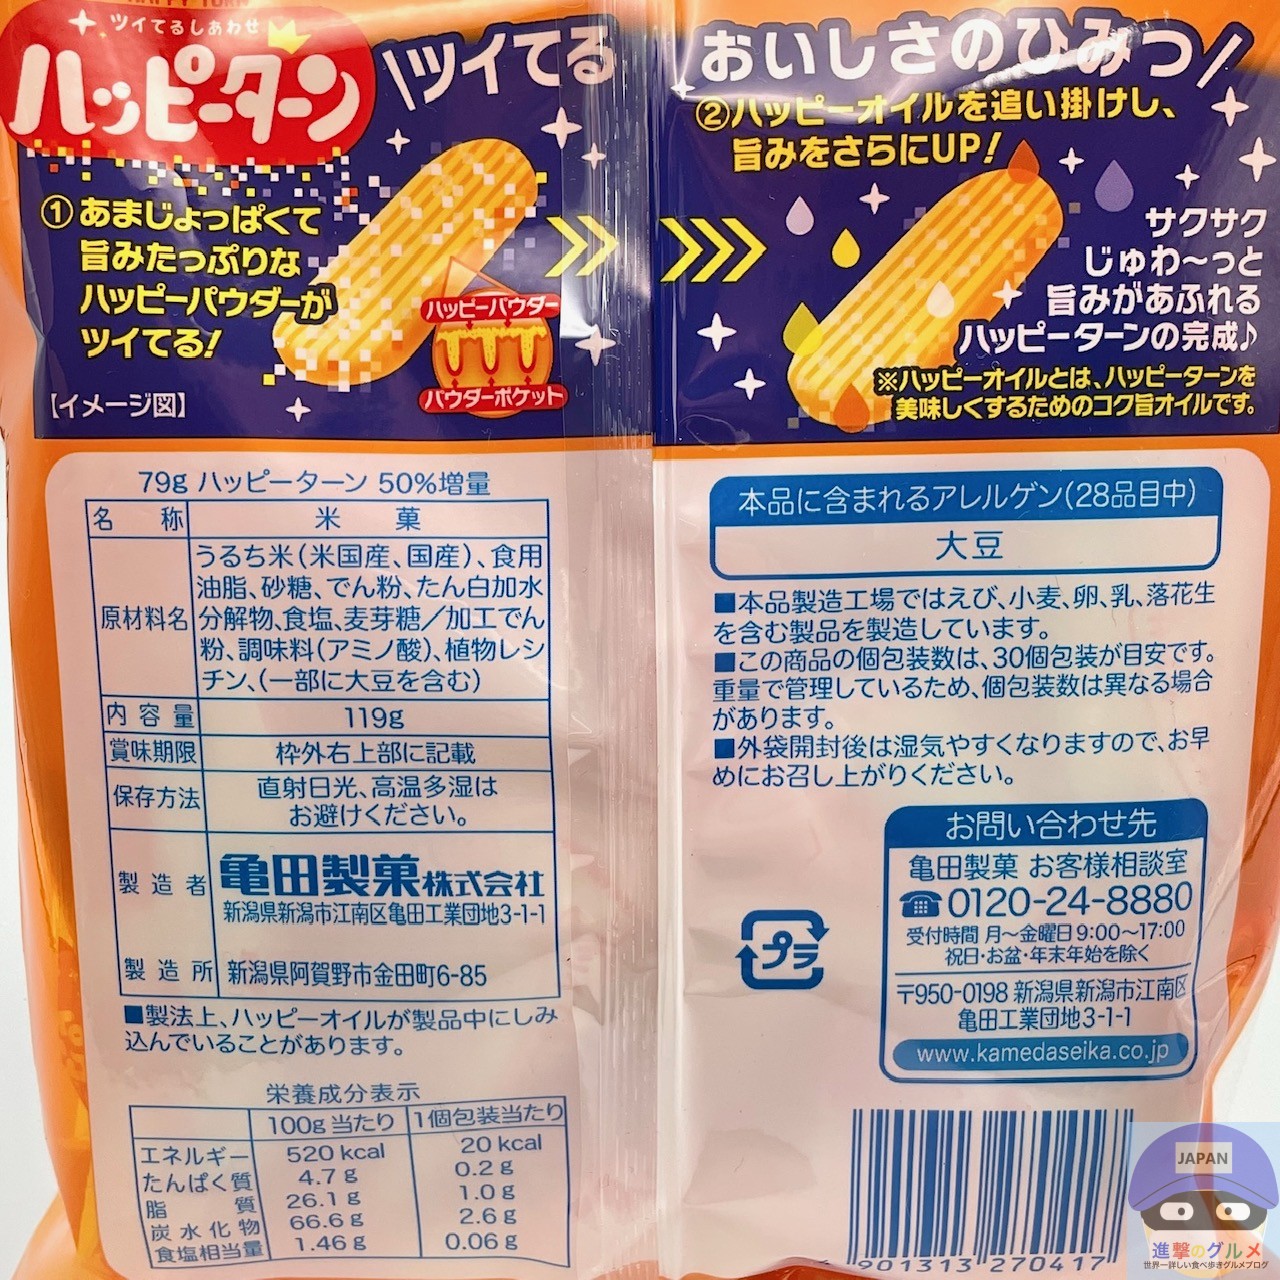 HAPPY TURN
ツイてるしあわせ
ハッピーターン
\ツイてる おいしさのひみつ/
①あまじょっぱくて
旨みたっぷりな
ハッピーパウダーが
ツイてる!
ハッピーパウダー
パウダーポケット
【イメージ図】
②ハッピーオイルを追い掛けし、
旨みをさらにUP!
サクサク
じゅわ〜っと
旨みがあふれる
ハッピーターンの完成♪
※ハッピーオイルとは、ハッピーターンを
美味しくするためのコク旨オイルです。
79g ハッピーターン 50%増量
名称 米菓
原材料名 うるち米(米国産、国産)、食用
油脂、砂糖、でん粉、たん白加水
分解物、食塩、麦芽糖/加工でん
粉、調味料(アミノ酸)、植物レシ
チン、(一部に大豆を含む)
内容量 119g
賞味期限 枠外右上部に記載
保存方法 直射日光、高温多湿は
お避けください。
製造者 亀田製菓株式会社
新潟県新潟市江南区亀田工業団地3-1-1
製造所 新潟県阿賀野市金田町6-85
■製法上、ハッピーオイルが製品中にしみ
込んでいることがあります。
栄養成分表示
100g当たり 1個包装当たり
エネルギー 520 kcal 20 kcal
たんぱく質 4.7 g 0.2 g
脂質 26.1 g 1.0 g
炭水化物 66.6 g 2.6 g
食塩相当量 1.46 g 0.06 g
本品に含まれるアレルゲン(28品目中)
大豆
■本品製造工場ではえび、小麦、卵、乳、落花生
を含む製品を製造しています。
■この商品の個包装数は、30個包装が目安です。
重量で管理しているため、個包装数は異なる場合
があります。
■外袋開封後は湿気やすくなりますので、お早
めにお召し上がりください。
プラ
お問い合わせ先
亀田製菓 お客様相談室
☎0120-24-8880
受付時間 月〜金曜日9:00〜17:00
祝日・お盆・年末年始を除く
〒950-0198 新潟県新潟市江南区
亀田工業団地3-1-1
www.kamedaseika.co.jp
4 901313 270417
JAPAN
進撃のグルメ
世界一詳しい食べ歩きグルメブログ